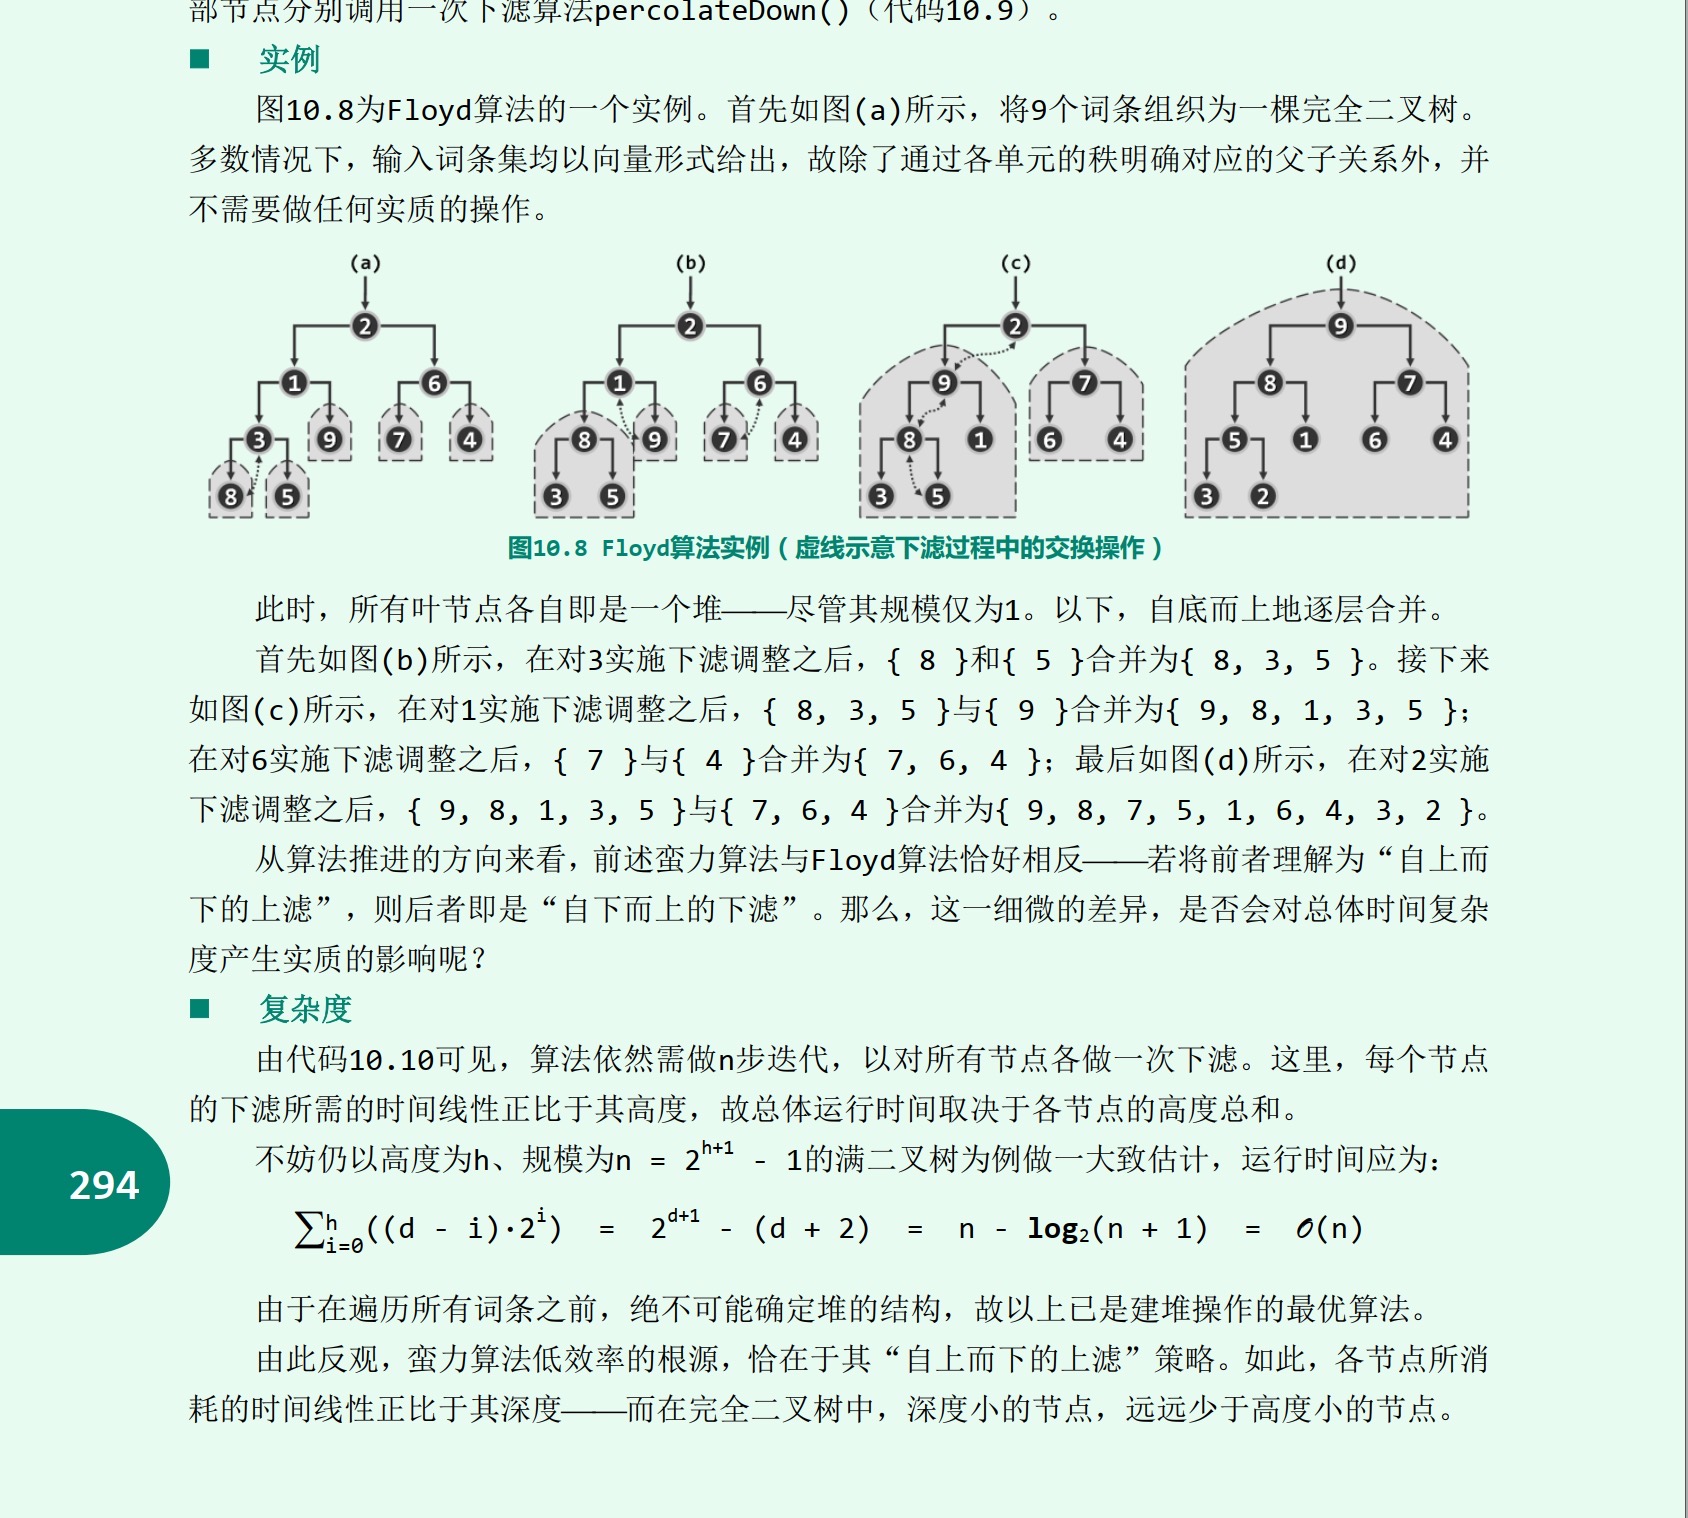 部节点分别调用一次下滤算法percolateDown()（代码10.9）。
■ 实例
图10.8为Floyd算法的一个实例。首先如图(a)所示，将9个词条组织为一棵完全二叉树。
多数情况下，输入词条集均以向量形式给出，故除了通过各单元的秩明确对应的父子关系外，并
不需要做任何实质的操作。
(a) (b) (c) (d)
2 2 2 9
1 6 1 6 9 7 8 7
3 9 7 4 8 9 7 4 8 1 6 4 5 1 6 4
8 5 3 5 3 5 3 2
图10.8 Floyd算法实例（虚线示意下滤过程中的交换操作）
此时，所有叶节点各自即是一个堆——尽管其规模仅为1。以下，自底而上地逐层合并。
首先如图(b)所示，在对3实施下滤调整之后，{ 8 }和{ 5 }合并为{ 8, 3, 5 }。接下来
如图(c)所示，在对1实施下滤调整之后，{ 8, 3, 5 }与{ 9 }合并为{ 9, 8, 1, 3, 5 }；
在对6实施下滤调整之后，{ 7 }与{ 4 }合并为{ 7, 6, 4 }；最后如图(d)所示，在对2实施
下滤调整之后，{ 9, 8, 1, 3, 5 }与{ 7, 6, 4 }合并为{ 9, 8, 7, 5, 1, 6, 4, 3, 2 }。
从算法推进的方向来看，前述蛮力算法与Floyd算法恰好相反——若将前者理解为“自上而
下的上滤”，则后者即是“自下而上的下滤”。那么，这一细微的差异，是否会对总体时间复杂
度产生实质的影响呢？
■ 复杂度
由代码10.10可见，算法依然需做n步迭代，以对所有节点各做一次下滤。这里，每个节点
的下滤所需的时间线性正比于其高度，故总体运行时间取决于各节点的高度总和。
不妨仍以高度为h、规模为n = 2^{h+1} - 1的满二叉树为例做一大致估计，运行时间应为：
∑_{i=0}^{h}((d - i)·2^{i}) = 2^{d+1} - (d + 2) = n - log₂(n + 1) = O(n)
由于在遍历所有词条之前，绝不可能确定堆的结构，故以上已是建堆操作的最优算法。
由此反观，蛮力算法低效率的根源，恰在于其“自上而下的上滤”策略。如此，各节点所消
耗的时间线性正比于其深度——而在完全二叉树中，深度小的节点，远远少于高度小的节点。
294